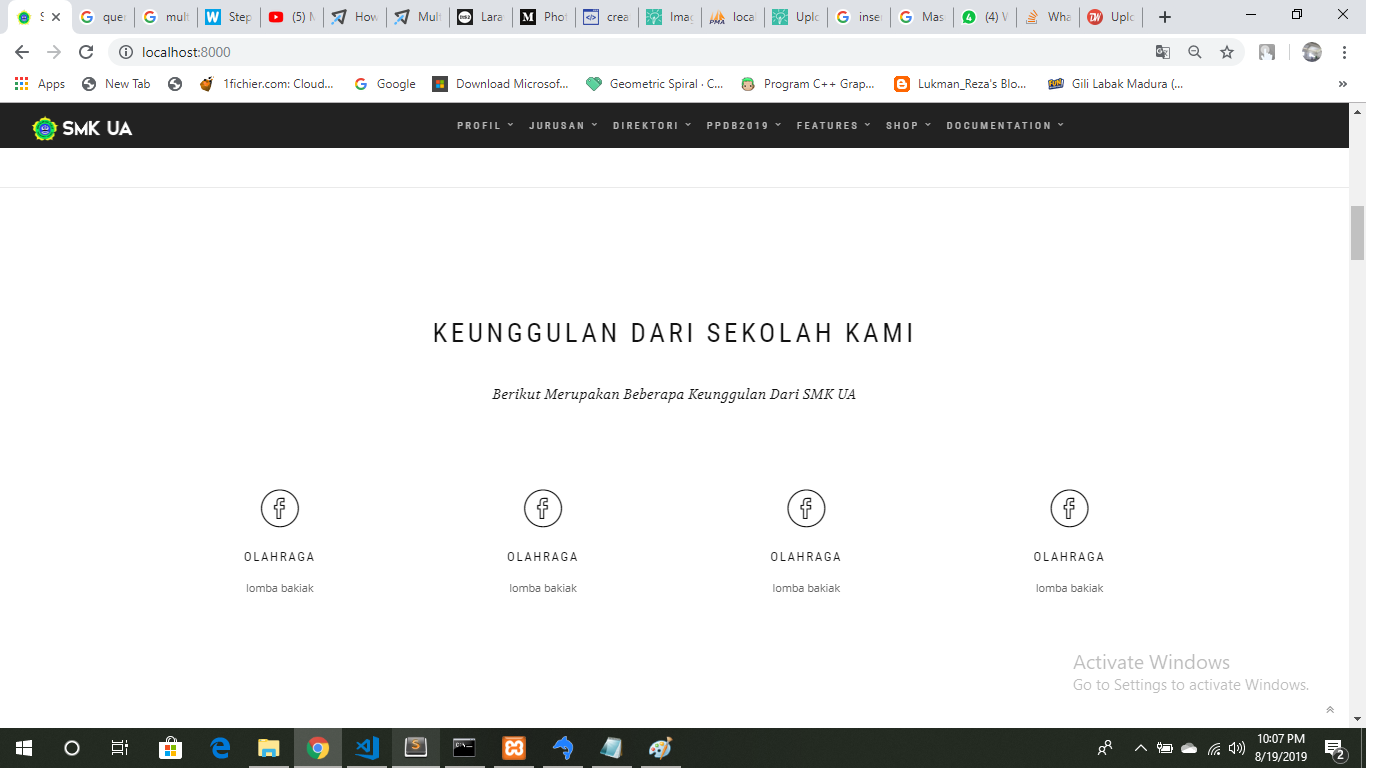 S
quer
mult
Step
(5) M
How
Mult
Lara
Phot
crea
Imag
local
Uplo
inser
Mas
(4) W
Wha
Uplo
localhost:8000
Apps
New Tab
1fichier.com: Cloud...
Google
Download Microsof...
Geometric Spiral · C...
Program C++ Grap...
Lukman_Reza's Blo...
Gili Labak Madura (...
SMK UA
PROFIL
JURUSAN
DIREKTORI
PPDB2019
FEATURES
SHOP
DOCUMENTATION
KEUNGGULAN DARI SEKOLAH KAMI
Berikut Merupakan Beberapa Keunggulan Dari SMK UA
OLAHRAGA
lomba bakiak
OLAHRAGA
lomba bakiak
OLAHRAGA
lomba bakiak
OLAHRAGA
lomba bakiak
Activate Windows
Go to Settings to activate Windows.
10:07 PM
8/19/2019
2